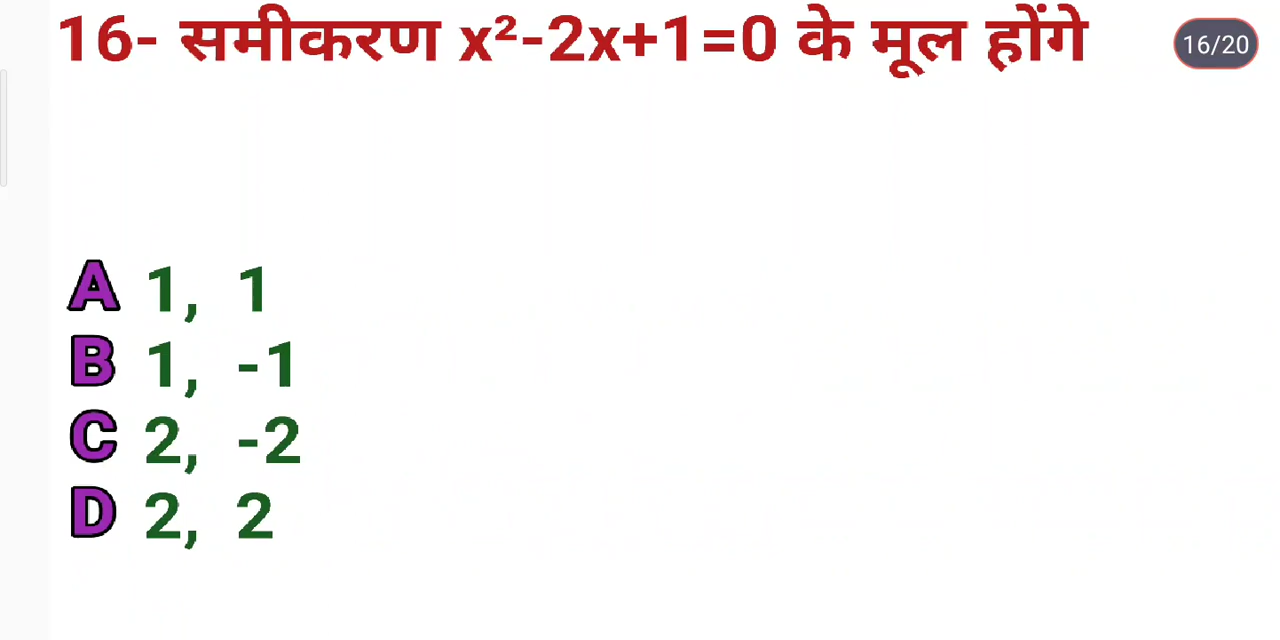 16- समीकरण x²-2x+1=0 के मूल होंगे
16/20
A 1, 1
B 1, -1
C 2, -2
D 2, 2